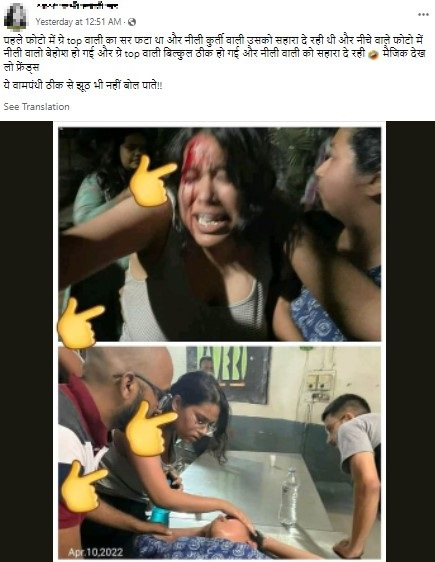 Yesterday at 12:51 AM ·
पहले फोटो में ग्रे top वाली का सर फटा था और नीली कुर्ती वाली उसको सहारा दे रही थी और नीचे वाले फोटो में
नीली वालो बेहोश हो गई और ग्रे top वाली बिल्कुल ठीक हो गई और नीली वाली को सहारा दे रही 🤣 मैजिक देख
लो फ्रेंड्स
ये वामपंथी ठीक से झूठ भी नहीं बोल पाते!!
See Translation
Apr.10,2022